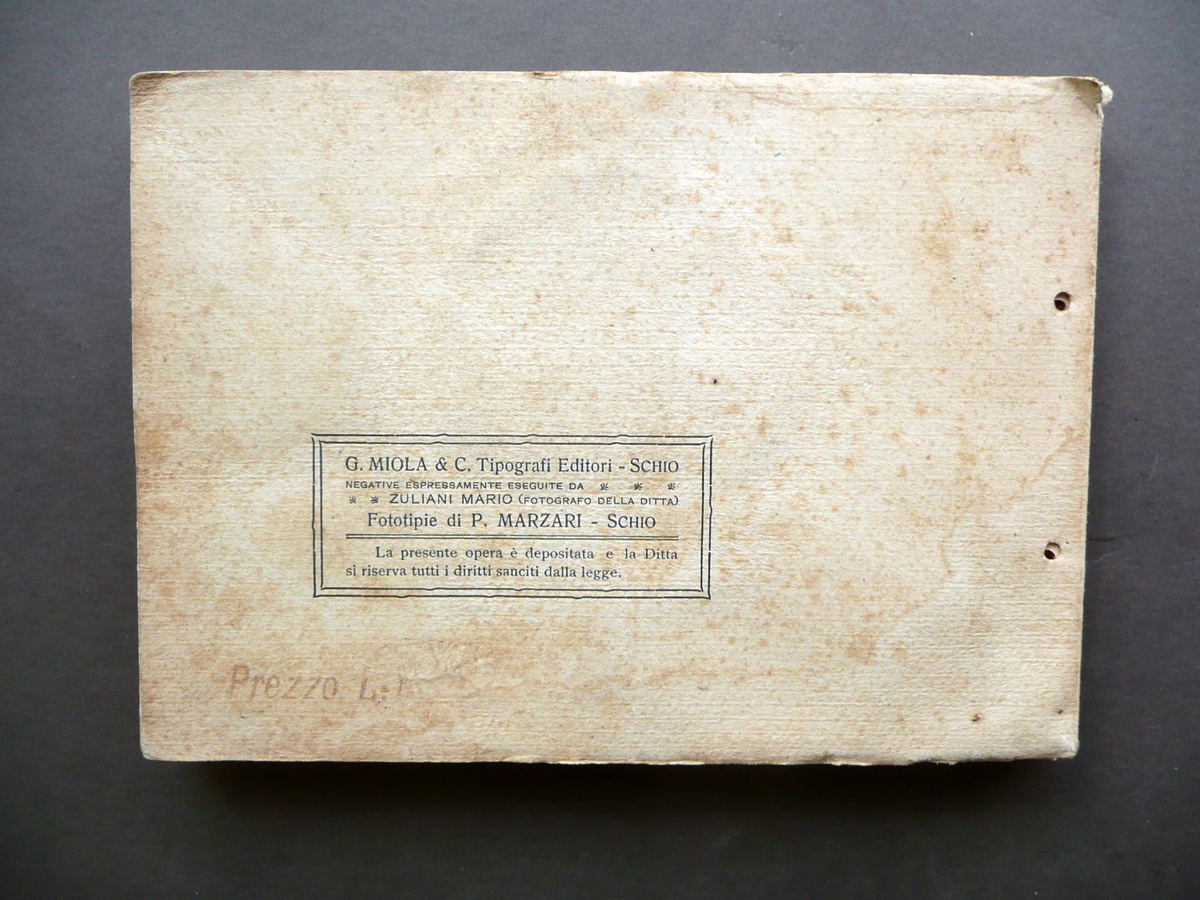 G. MIOLA & C. Tipografi Editori - SCHIO
NEGATIVE ESPRESSAMENTE ESEGUITE DA * * *
* * ZULIANI MARIO (FOTOGRAFO DELLA DITTA)
Fototipie di P. MARZARI - SCHIO
La presente opera è depositata e la Ditta
si riserva tutti i diritti sanciti dalla legge.
Prezzo L.